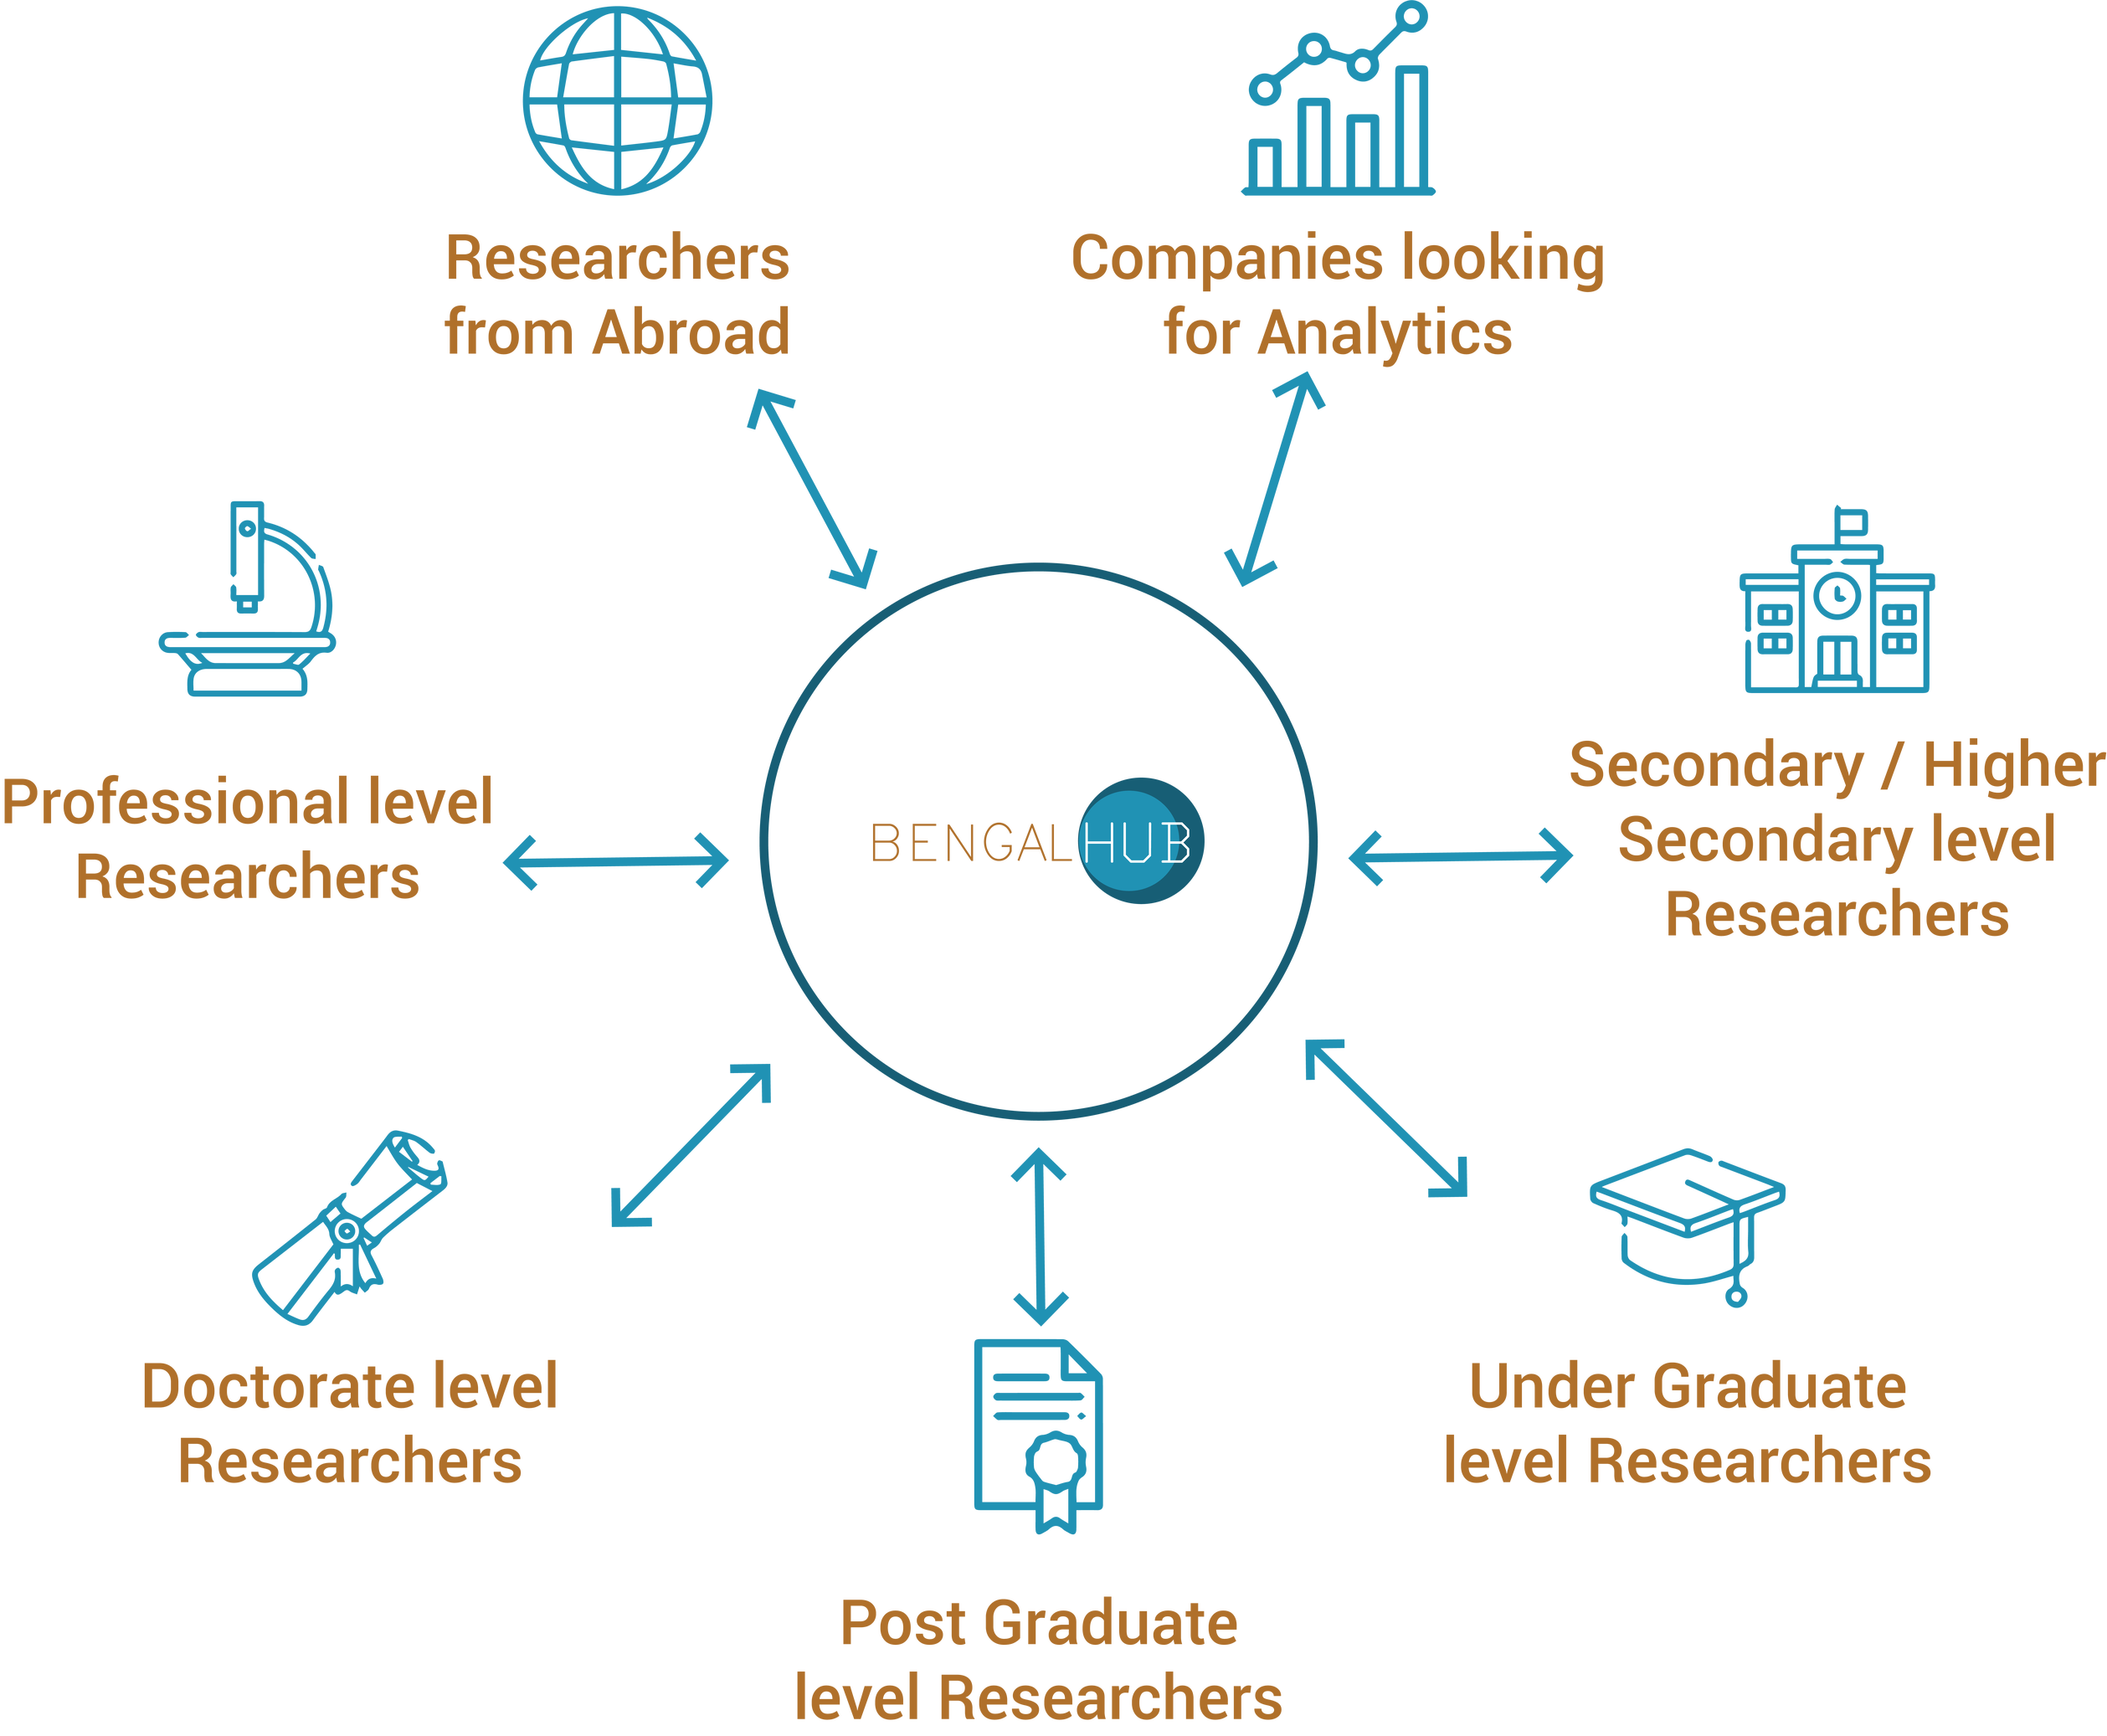 Researchers
from Abroad
Companies looking
for Analytics
Professional level
Researchers
BENGAL HUB
Secondary / Higher
Secondary level
Researchers
Doctorate level
Researchers
Under Graduate
level Researchers
Post Graduate
level Researchers